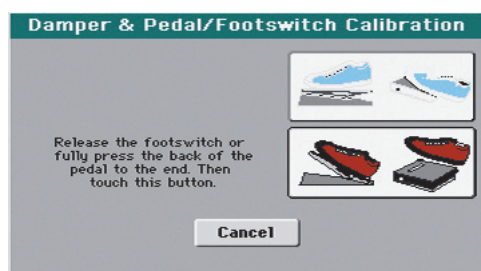 Damper & Pedal/Footswitch Calibration
Release the footswitch or
fully press the back of the
pedal to the end. Then
touch this button.
Cancel